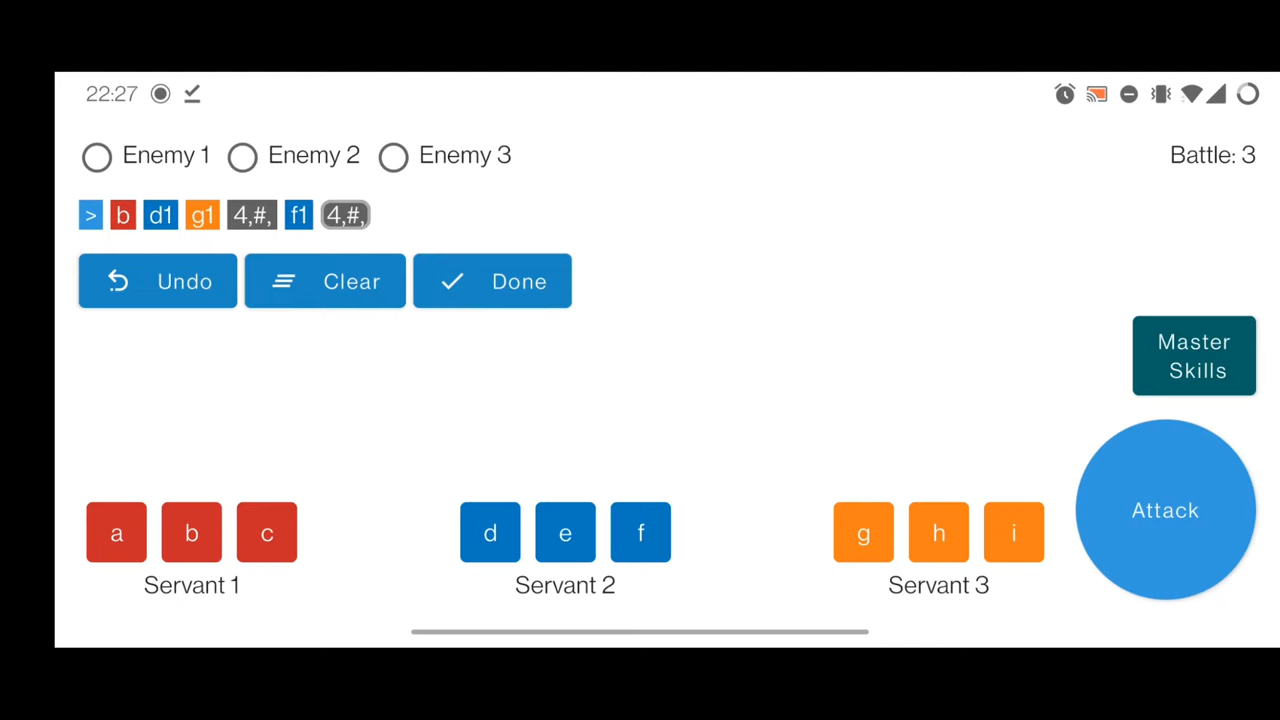 22:27
Enemy 1 Enemy 2 Enemy 3 Battle: 3
> b d1 g1 4,#, f1 4,#,
Undo Clear Done
Master
Skills
Attack
a b c d e f g h i
Servant 1 Servant 2 Servant 3